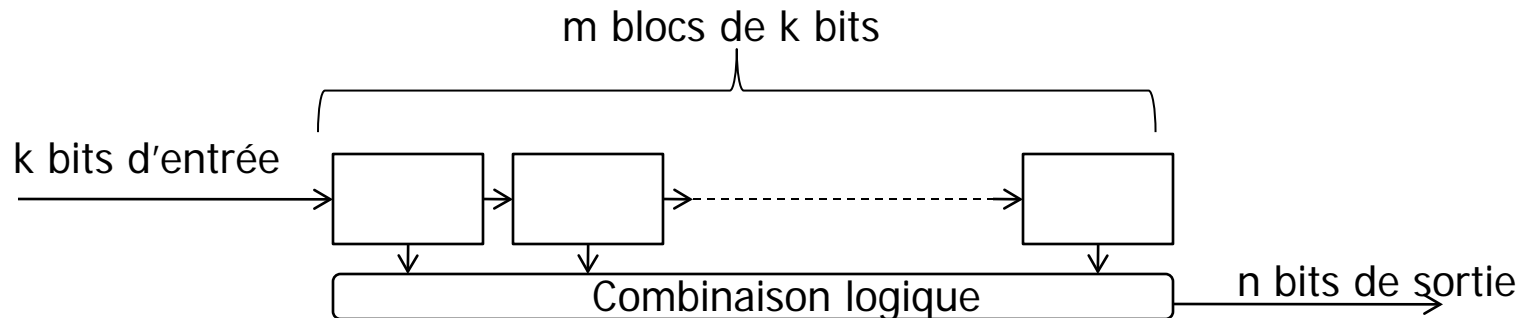 m blocs de k bits
k bits d'entrée
Combinaison logique
n bits de sortie